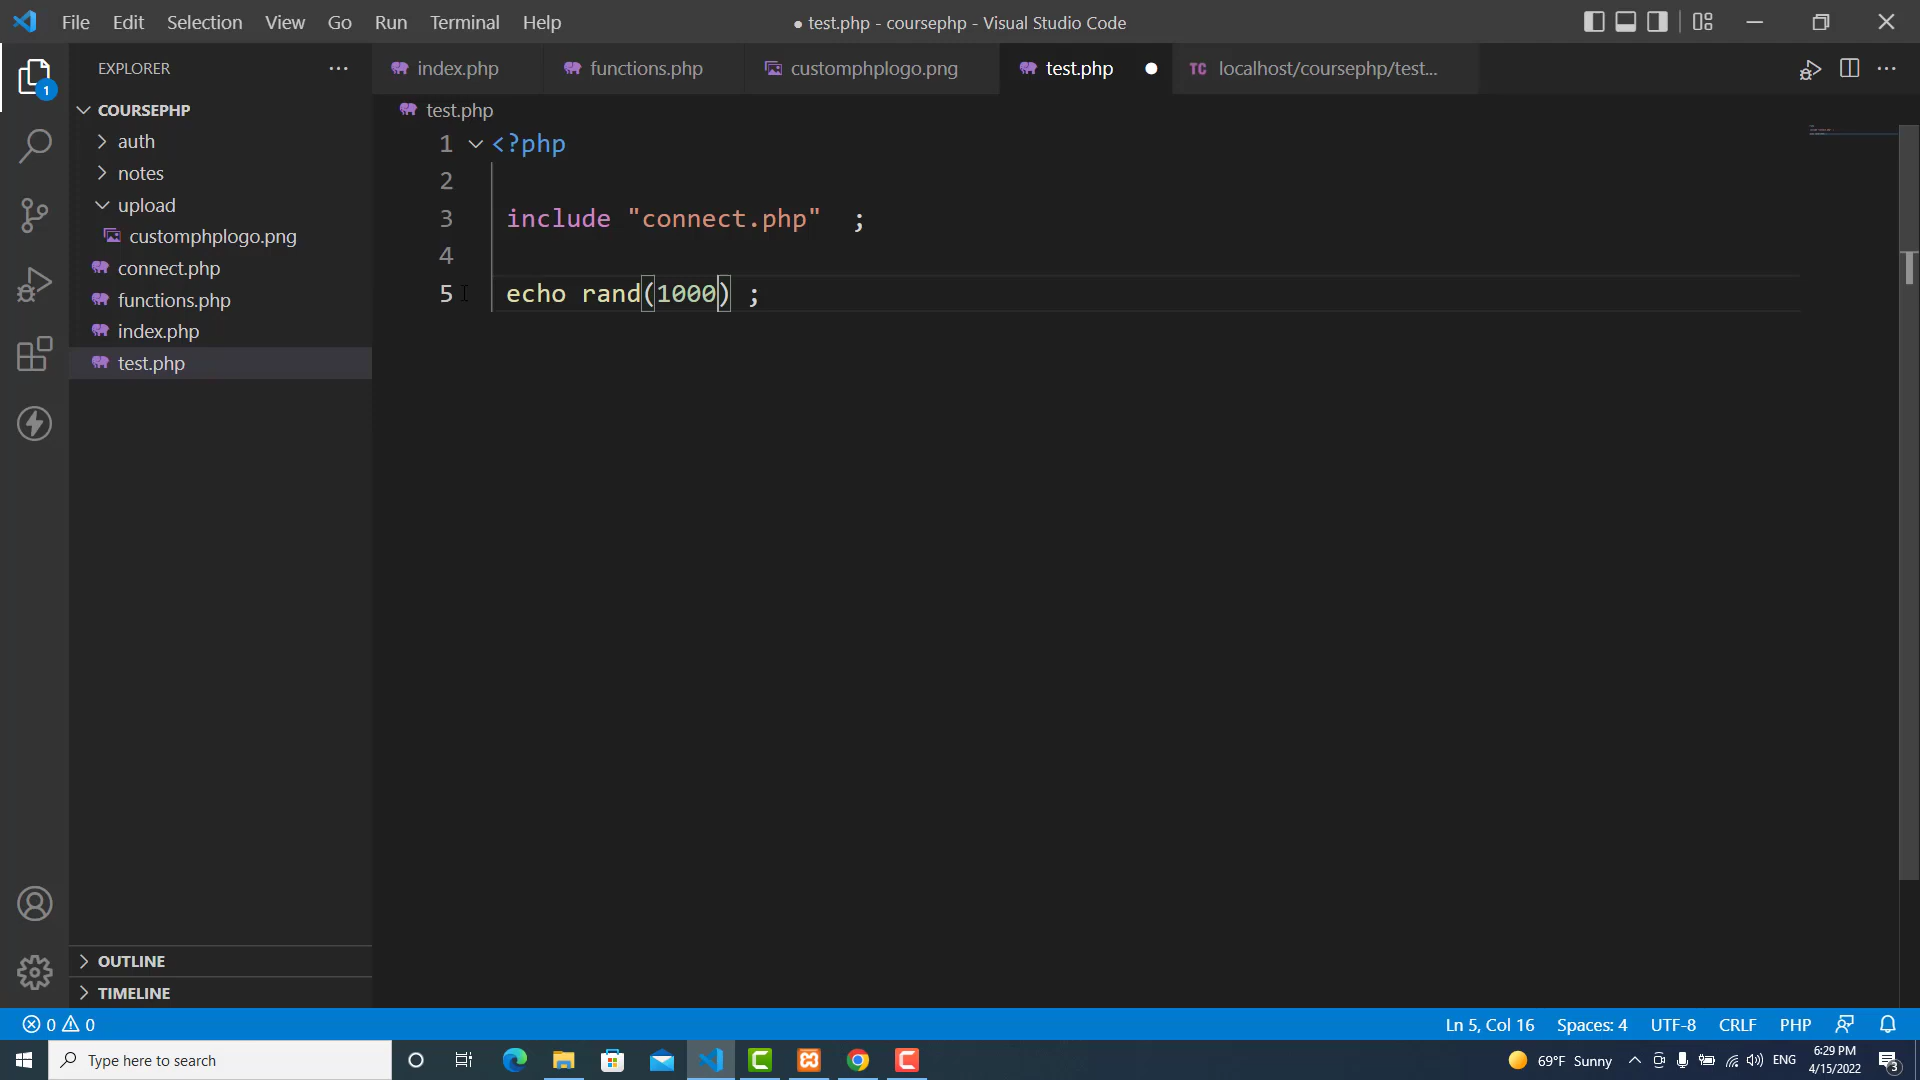 File Edit Selection View Go Run Terminal Help
● test.php - coursephp - Visual Studio Code
EXPLORER
index.php
functions.php
customphplogo.png
test.php
TC localhost/coursephp/test...
1
COURSEPHP
auth
notes
upload
customphplogo.png
connect.php
functions.php
index.php
test.php
test.php
1 <?php
2
3 include "connect.php" ;
4
5 echo rand(1000) ;
OUTLINE
TIMELINE
0 0
Ln 5, Col 16 Spaces: 4 UTF-8 CRLF PHP
Type here to search
69°F Sunny
ENG
6:29 PM
4/15/2022
3